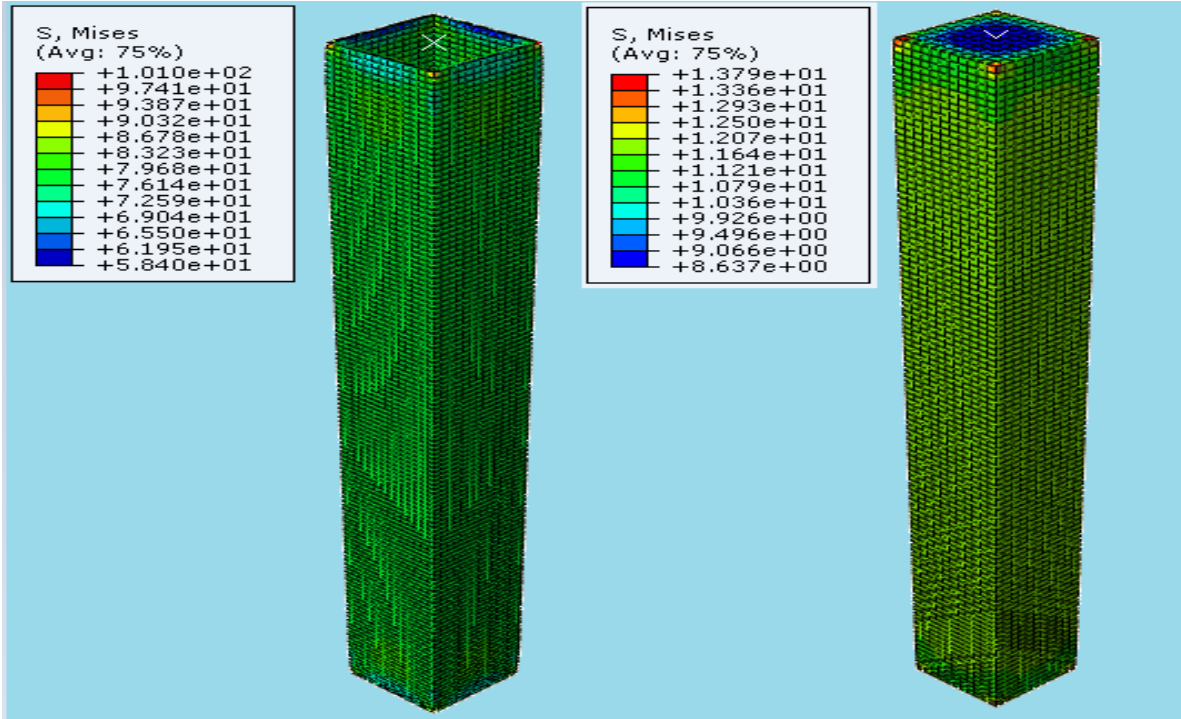 S, Mises
(Avg: 75%)
+1.010e+02
+9.741e+01
+9.387e+01
+9.032e+01
+8.678e+01
+8.323e+01
+7.968e+01
+7.614e+01
+7.259e+01
+6.904e+01
+6.550e+01
+6.195e+01
+5.840e+01
S, Mises
(Avg: 75%)
+1.379e+01
+1.336e+01
+1.293e+01
+1.250e+01
+1.207e+01
+1.164e+01
+1.121e+01
+1.079e+01
+1.036e+01
+9.926e+00
+9.496e+00
+9.066e+00
+8.637e+00